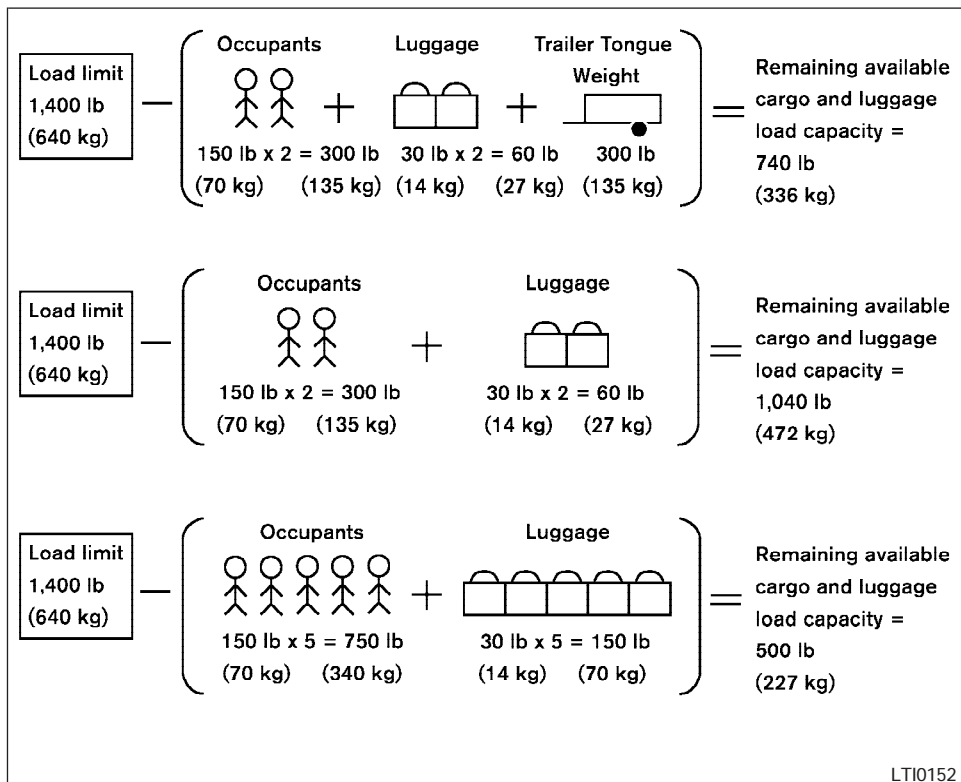 Occupants Luggage Trailer Tongue
Weight
Load limit
1,400 lb
(640 kg)
150 lb x 2 = 300 lb 30 lb x 2 = 60 lb 300 lb
(70 kg) (135 kg) (14 kg) (27 kg) (135 kg)
Remaining available
cargo and luggage
load capacity =
740 lb
(336 kg)
Occupants Luggage
Load limit
1,400 lb
(640 kg)
150 lb x 2 = 300 lb 30 lb x 2 = 60 lb
(70 kg) (135 kg) (14 kg) (27 kg)
Remaining available
cargo and luggage
load capacity =
1,040 lb
(472 kg)
Occupants Luggage
Load limit
1,400 lb
(640 kg)
150 lb x 5 = 750 lb 30 lb x 5 = 150 lb
(70 kg) (340 kg) (14 kg) (70 kg)
Remaining available
cargo and luggage
load capacity =
500 lb
(227 kg)
LTI0152